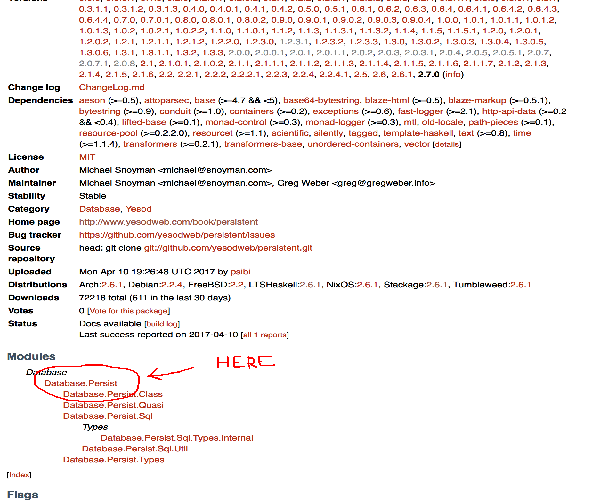 0.3.1.1, 0.3.1.2, 0.3.1.3, 0.4.0, 0.4.0.1, 0.4.1, 0.4.2, 0.5.0, 0.5.1, 0.6.1, 0.6.2, 0.6.3, 0.6.4, 0.6.4.1, 0.6.4.2, 0.6.4.3,
0.6.4.4, 0.7.0, 0.7.0.1, 0.8.0, 0.8.0.1, 0.8.0.2, 0.9.0, 0.9.0.1, 0.9.0.2, 0.9.0.3, 0.9.0.4, 1.0.0, 1.0.1, 1.0.1.1, 1.0.1.2,
1.0.1.3, 1.0.2, 1.0.2.1, 1.0.2.2, 1.1.0, 1.1.0.1, 1.1.2, 1.1.3, 1.1.3.1, 1.1.3.2, 1.1.4, 1.1.5, 1.1.5.1, 1.2.0, 1.2.0.1,
1.2.0.2, 1.2.1, 1.2.1.1, 1.2.1.2, 1.2.2.0, 1.2.3.0, 1.2.3.1, 1.2.3.2, 1.2.3.3, 1.3.0, 1.3.0.2, 1.3.0.3, 1.3.0.4, 1.3.0.5,
1.3.0.6, 1.3.1, 1.3.1.1, 1.3.2, 1.3.3, 2.0.0, 2.0.0.1, 2.0.1, 2.0.1.1, 2.0.2, 2.0.3, 2.0.3.1, 2.0.4, 2.0.5, 2.0.5.1, 2.0.7,
2.0.7.1, 2.0.8, 2.1, 2.1.0.1, 2.1.0.2, 2.1.1, 2.1.1.1, 2.1.1.2, 2.1.1.3, 2.1.1.4, 2.1.1.5, 2.1.1.6, 2.1.1.7, 2.1.2, 2.1.3,
2.1.4, 2.1.5, 2.1.6, 2.2, 2.2.1, 2.2.2, 2.2.2.1, 2.2.3, 2.2.4, 2.2.4.1, 2.5, 2.6, 2.6.1, 2.7.0 (info)
Change log ChangeLog.md
Dependencies aeson (>=0.5), attoparsec, base (>=4.7 && <5), base64-bytestring, blaze-html (>=0.5), blaze-markup (>=0.5.1),
bytestring (>=0.9), conduit (>=1.0), containers (>=0.2), exceptions (>=0.6), fast-logger (>=2.1), http-api-data (>=0.2
&& <0.4), lifted-base (>=0.1), monad-control (>=0.3), monad-logger (>=0.3), mtl, old-locale, path-pieces (>=0.1),
resource-pool (>=0.2.2.0), resourcet (>=1.1), scientific, silently, tagged, template-haskell, text (>=0.8), time
(>=1.1.4), transformers (>=0.2.1), transformers-base, unordered-containers, vector [details]
License MIT
Author Michael Snoyman <michael@snoyman.com>
Maintainer Michael Snoyman <michael@snoyman.com>, Greg Weber <greg@gregweber.info>
Stability Stable
Category Database, Yesod
Home page http://www.yesodweb.com/book/persistent
Bug tracker https://github.com/yesodweb/persistent/issues
Source repository head: git clone git://github.com/yesodweb/persistent.git
Uploaded Mon Apr 10 19:26:48 UTC 2017 by psibi
Distributions Arch:2.6.1, Debian:2.2.4, FreeBSD:2.2, LTSHaskell:2.6.1, NixOS:2.6.1, Stackage:2.6.1, Tumbleweed:2.6.1
Downloads 72218 total (611 in the last 30 days)
Votes 0 [Vote for this package]
Status Docs available [build log]
Last success reported on 2017-04-10 [all 1 reports]
Modules
HERE
Database
Database.Persist
Database.Persist.Class
Database.Persist.Quasi
Database.Persist.Sql
Types
Database.Persist.Sql.Types.Internal
Database.Persist.Sql.Util
Database.Persist.Types
[Index]
Flags